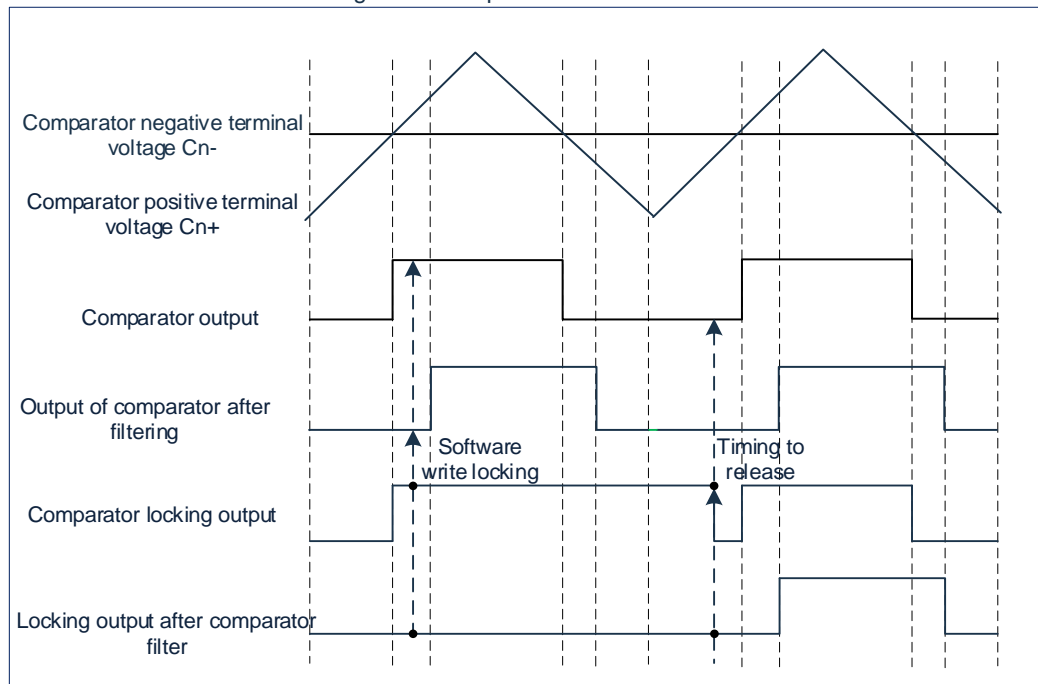 Comparator negative terminal
voltage Cn-
Comparator positive terminal
voltage Cn+
Comparator output
Output of comparator after
filtering
Software
write locking
Timing to
release
Comparator locking output
Locking output after comparator
filter